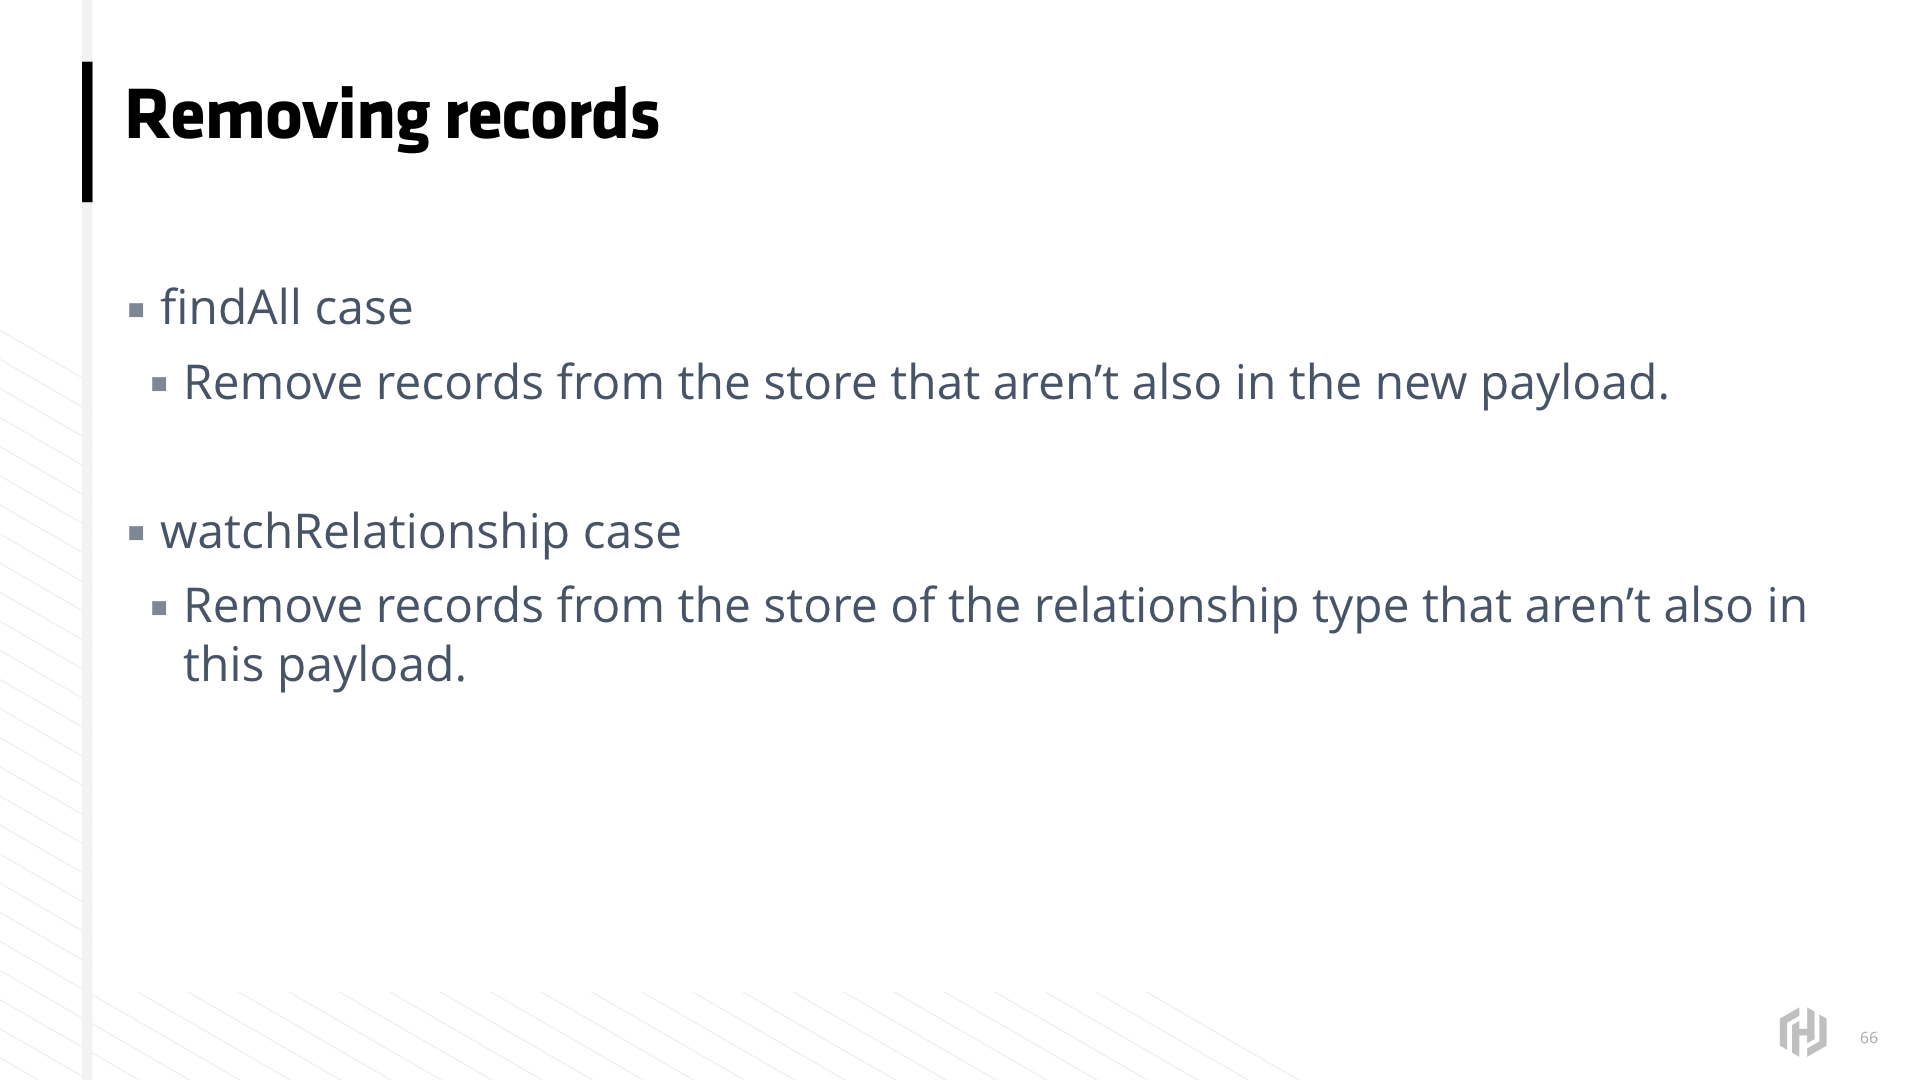 Removing records
▪ findAll case
▪ Remove records from the store that aren’t also in the new payload.
▪ watchRelationship case
▪ Remove records from the store of the relationship type that aren’t also in
this payload.
66